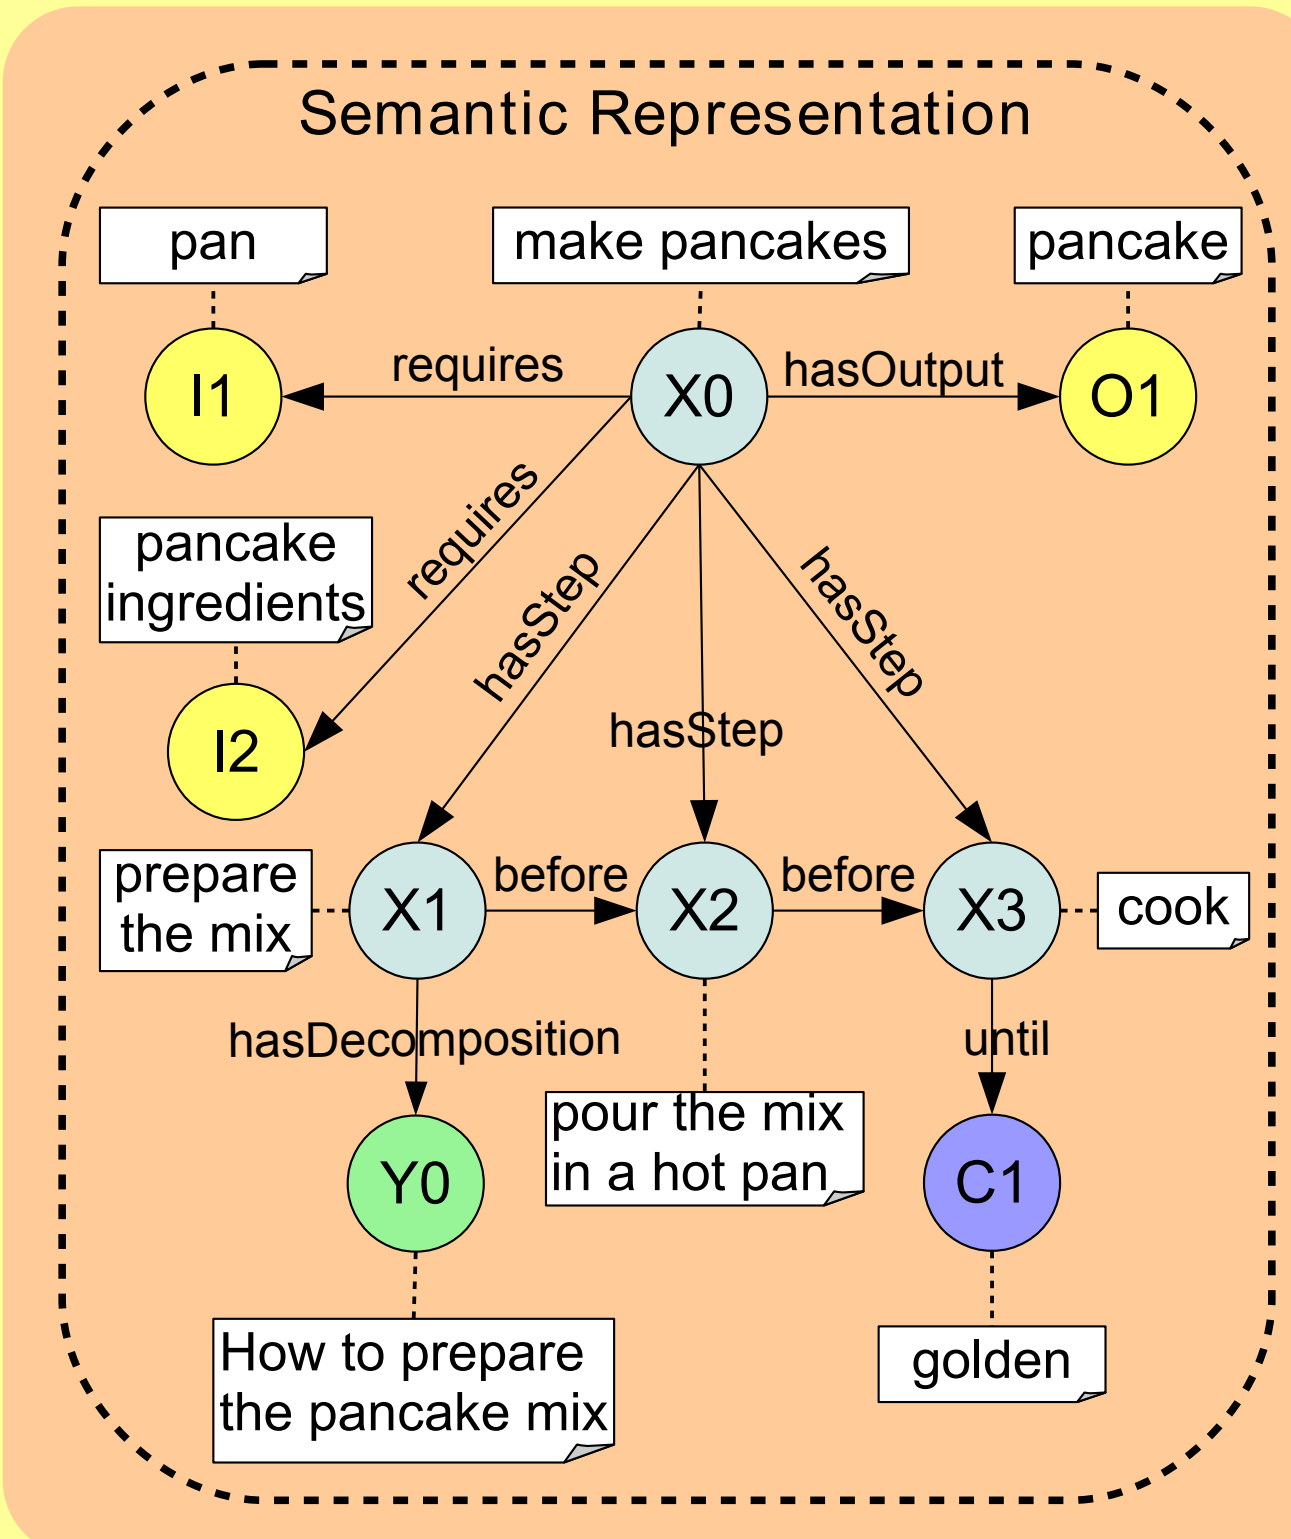 Semantic Representation
pan
make pancakes
pancake
I1
requires
X0
hasOutput
O1
requires
pancake
ingredients
hasStep
hasStep
hasStep
I2
prepare
the mix
X1
before
X2
before
X3
cook
hasDecomposition
until
pour the mix
in a hot pan
Y0
C1
How to prepare
the pancake mix
golden